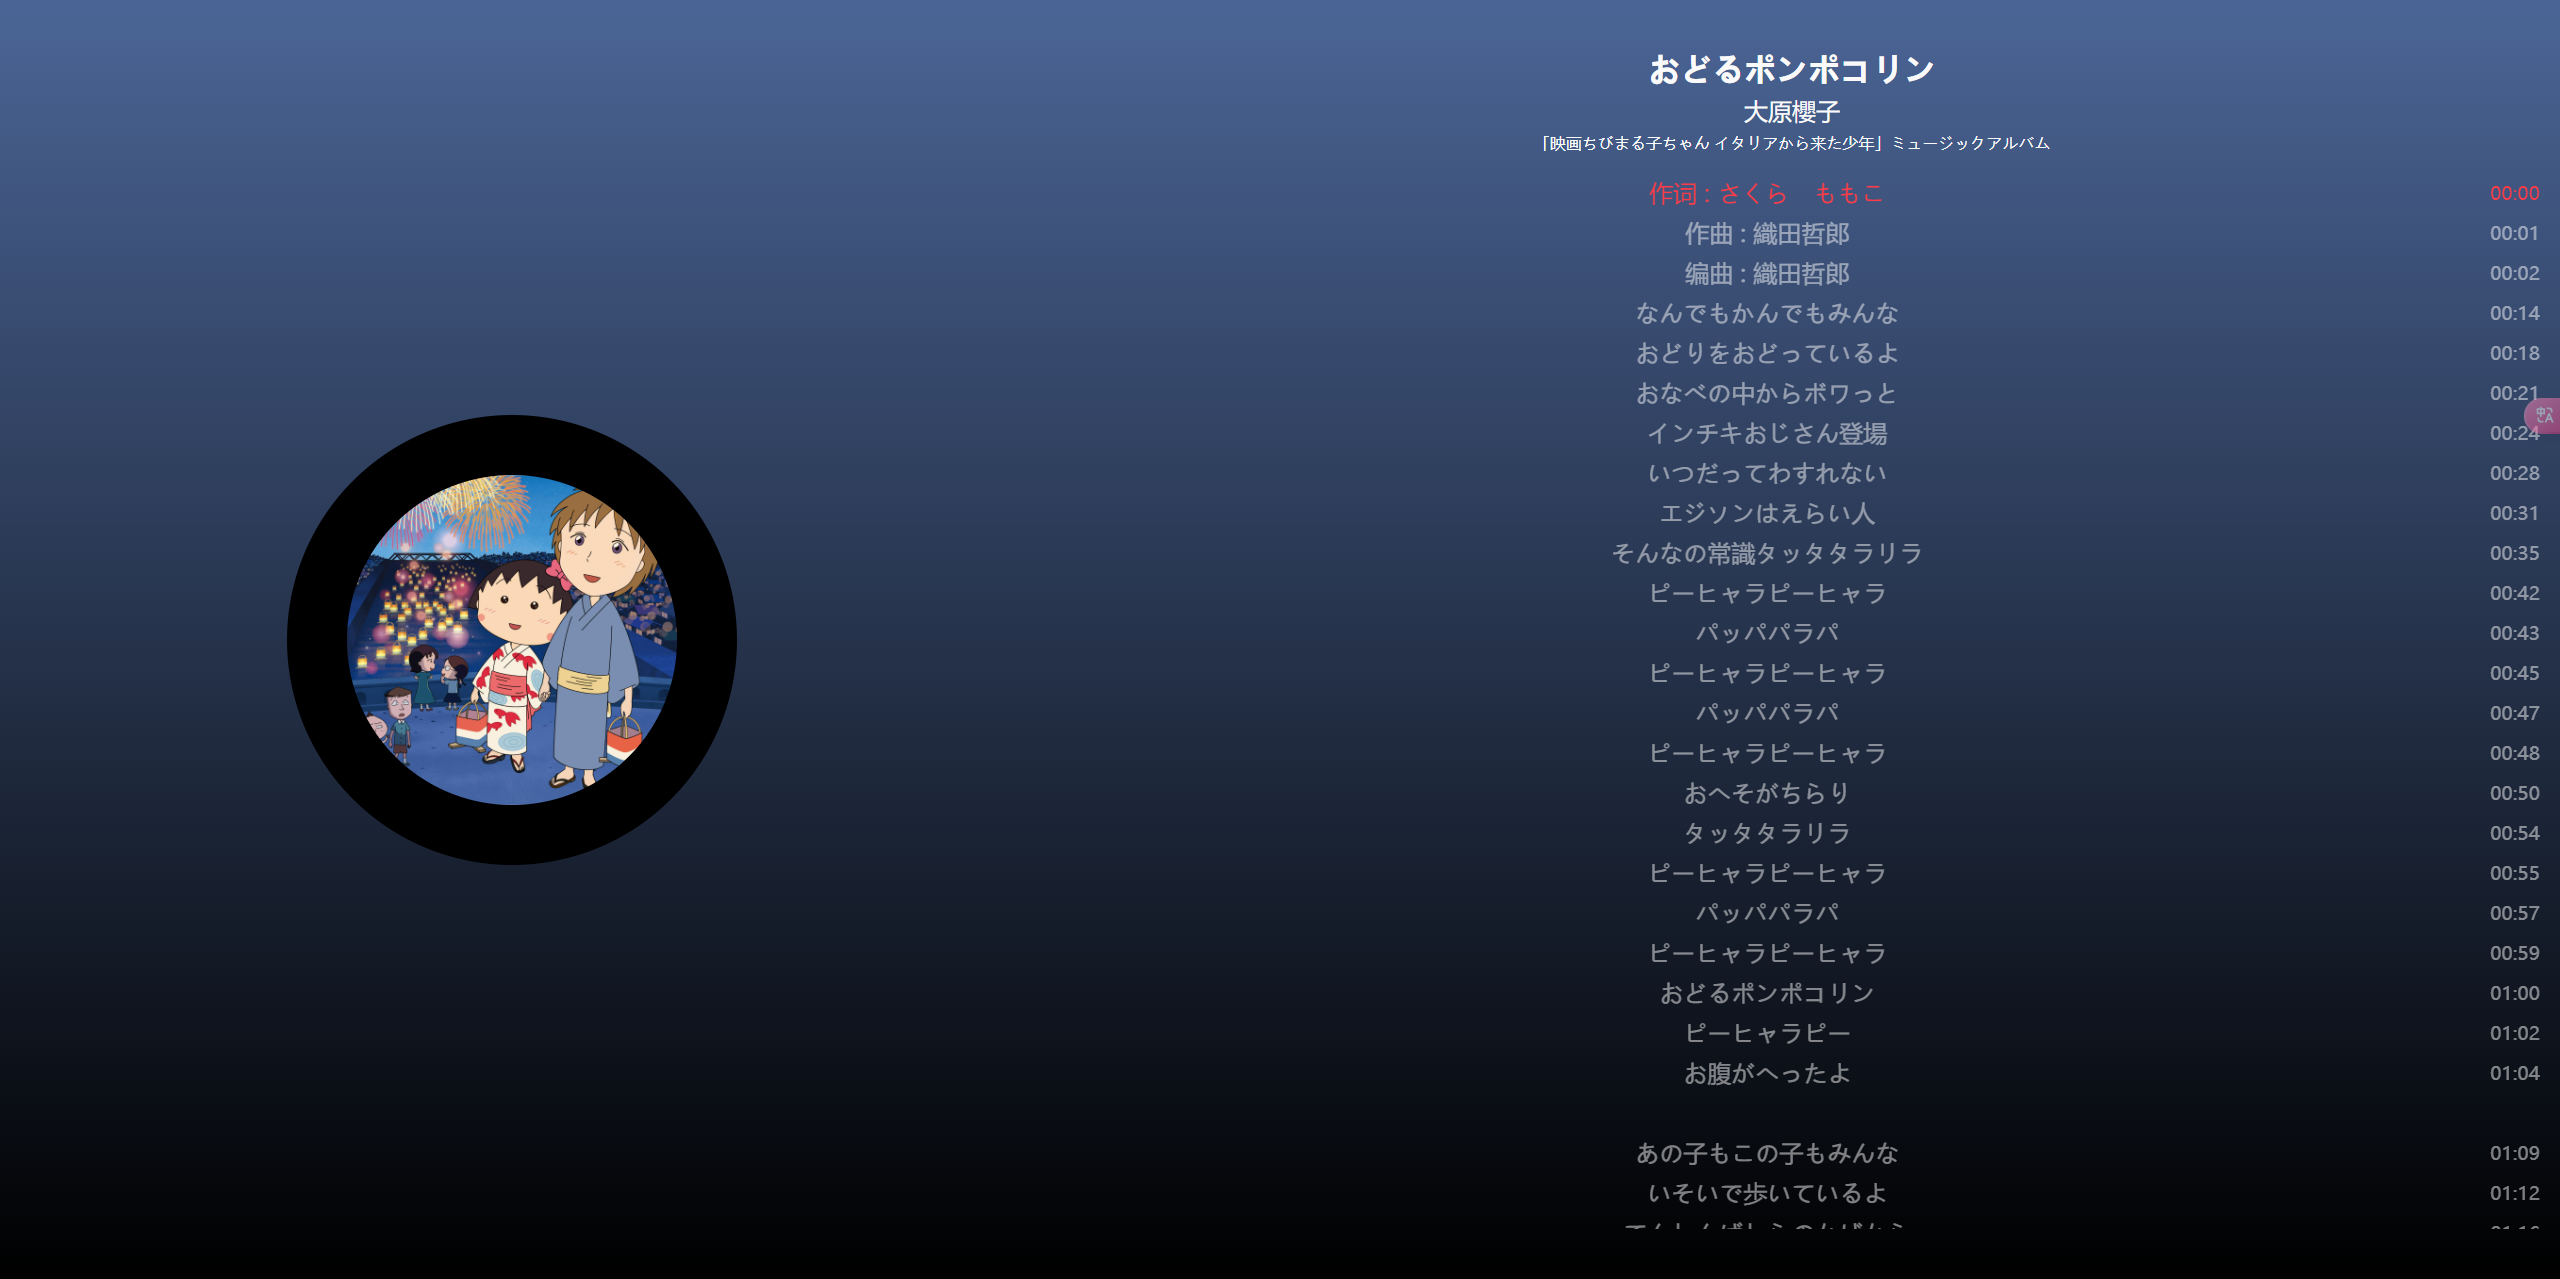 おどるポンポコリン
大原櫻子
「映画ちびまる子ちゃん イタリアから来た少年」ミュージックアルバム
作词 : さくら　ももこ 00:00
作曲 : 織田哲郎 00:01
编曲 : 織田哲郎 00:02
なんでもかんでもみんな 00:14
おどりをおどっているよ 00:18
おなべの中からボワっと 00:21
インチキおじさん登場 00:24
いつだってわすれない 00:28
エジソンはえらい人 00:31
そんなの常識タッタタラリラ 00:35
ピーヒャラピーヒャラ 00:42
パッパパラパ 00:43
ピーヒャラピーヒャラ 00:45
パッパパラパ 00:47
ピーヒャラピーヒャラ 00:48
おへそがちらり 00:50
タッタタラリラ 00:54
ピーヒャラピーヒャラ 00:55
パッパパラパ 00:57
ピーヒャラピーヒャラ 00:59
おどるポンポコリン 01:00
ピーヒャラピー 01:02
お腹がへったよ 01:04
あの子もこの子もみんな 01:09
いそいで歩いているよ 01:12